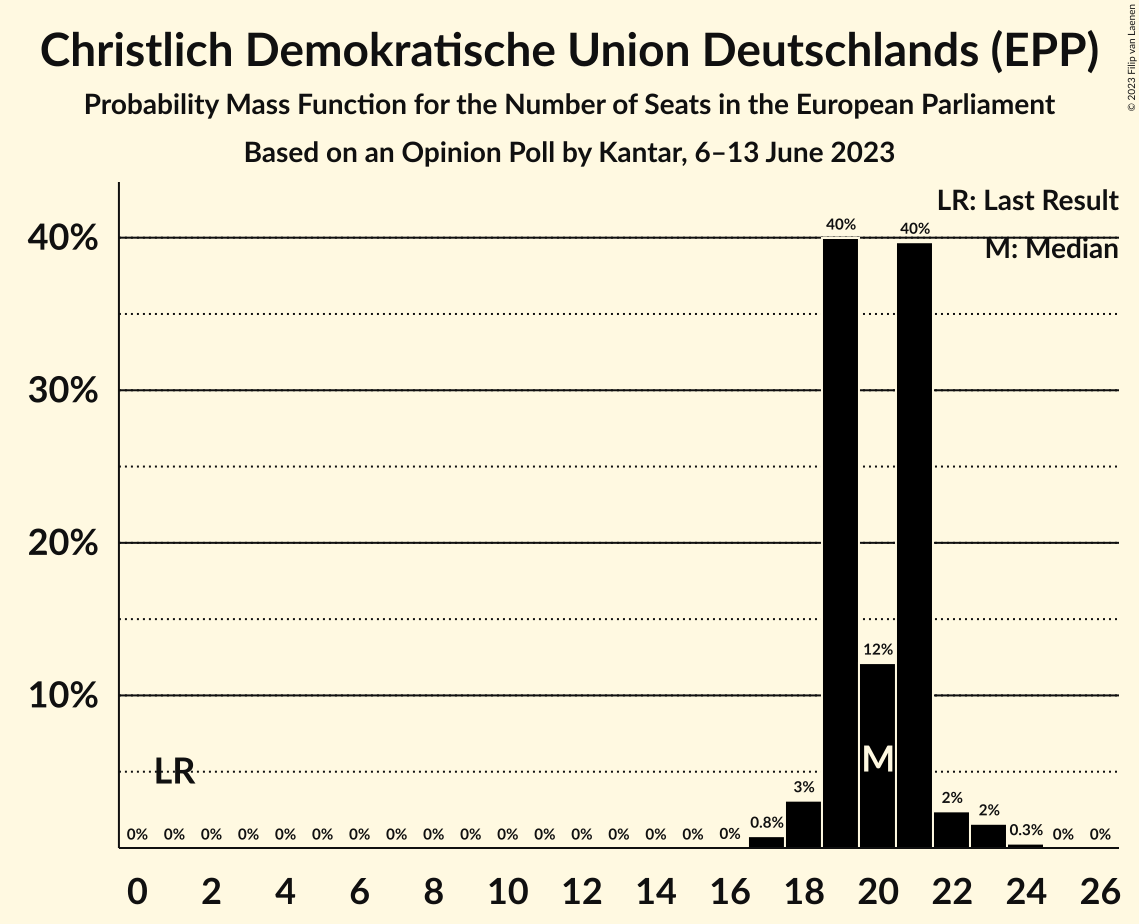 Christlich Demokratische Union Deutschlands (EPP)
Probability Mass Function for the Number of Seats in the European Parliament
Based on an Opinion Poll by Kantar, 6–13 June 2023
© 2023 Filip van Laenen
LR: Last Result
M: Median
40%
30%
20%
10%
40% 40%
12%
LR
M
0% 0% 0% 0% 0% 0% 0% 0% 0% 0% 0% 0% 0% 0% 0% 0% 0% 0.8% 3% 2% 2% 0.3% 0% 0%
0 2 4 6 8 10 12 14 16 18 20 22 24 26